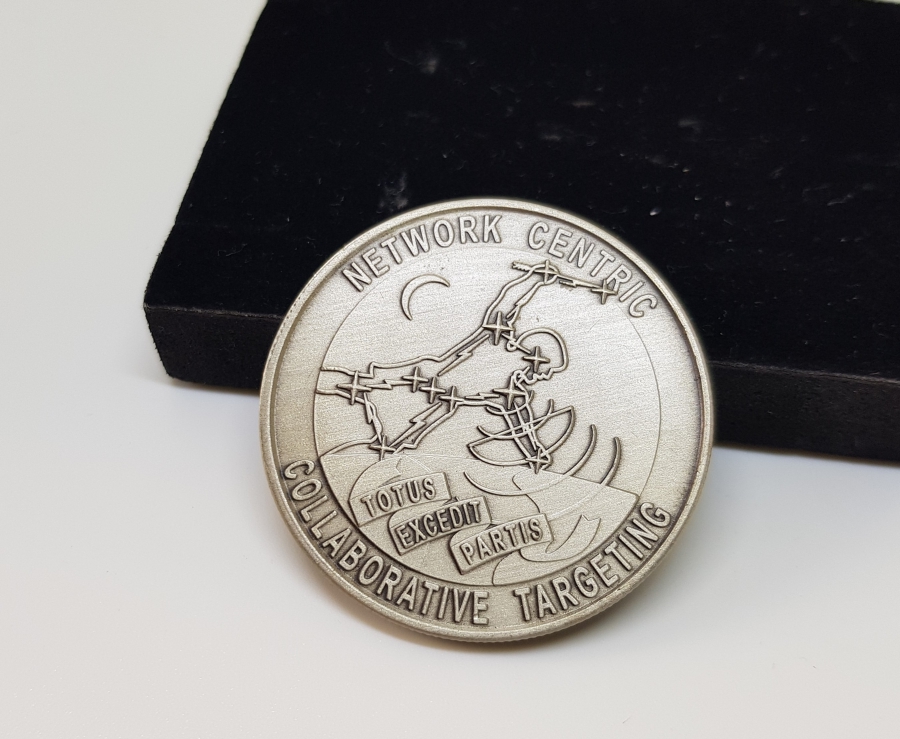 NETWORK CENTRIC
TOTUS
EXCEDIT
PARTIS
COLLABORATIVE TARGETING